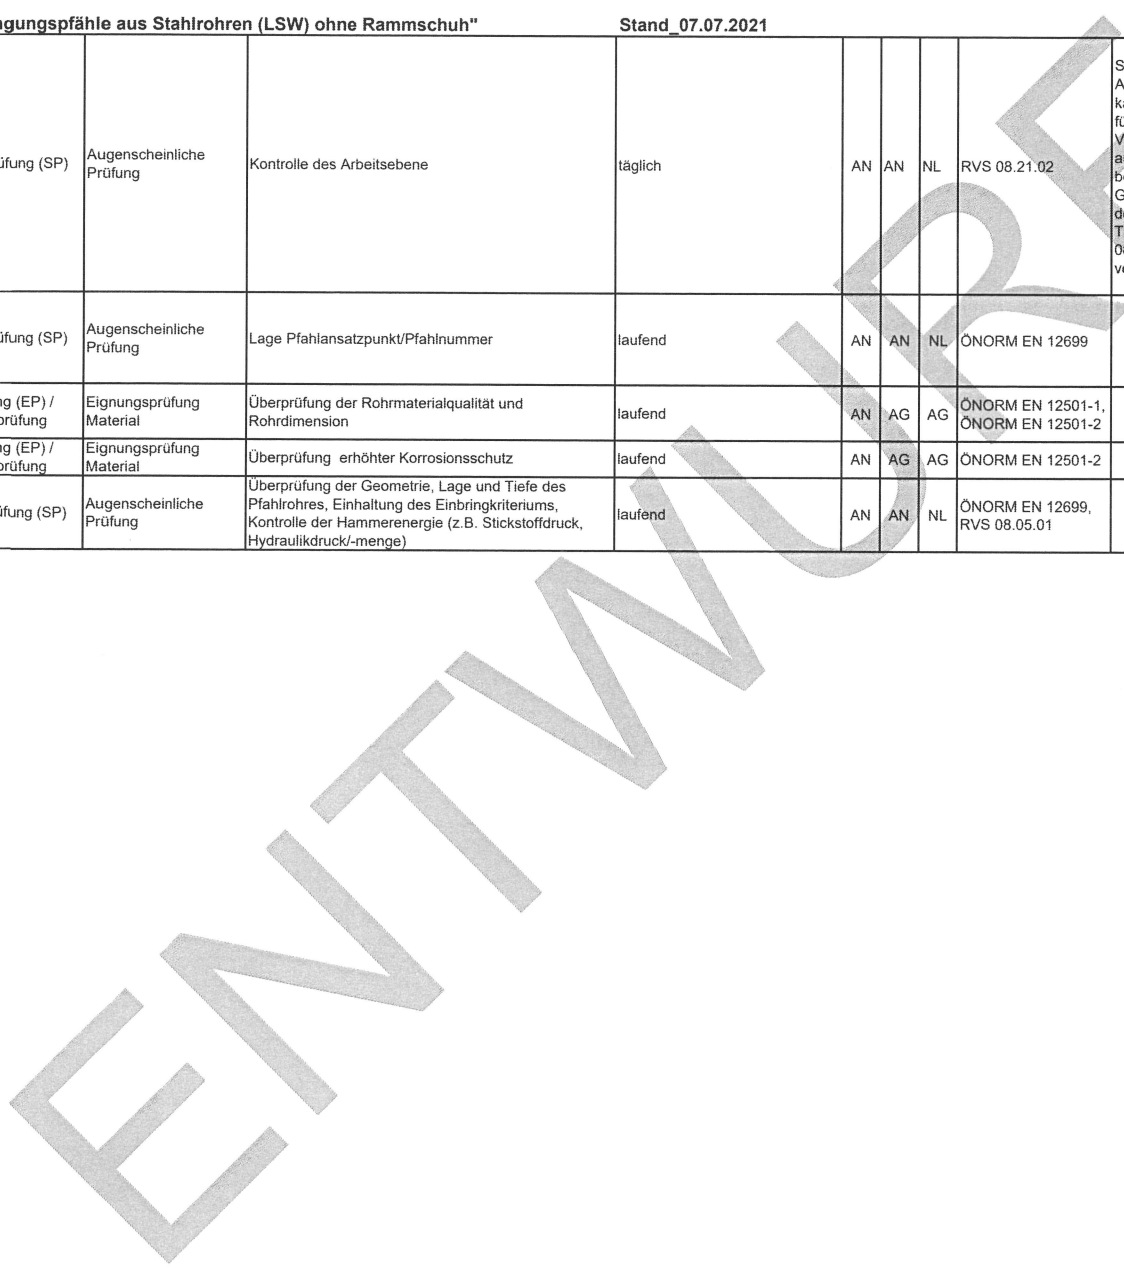 ngungspfähle aus Stahlrohren (LSW) ohne Rammschuh" Stand_07.07.2021
üfung (SP) Augenscheinliche Prüfung Kontrolle des Arbeitsebene täglich AN AN NL RVS 08.21.02
üfung (SP) Augenscheinliche Prüfung Lage Pfahlansatzpunkt/Pfahlnummer laufend AN AN NL ÖNORM EN 12699
ng (EP) / Eignungsprüfung Überprüfung der Rohrmaterialqualität und laufend AN AG AG ÖNORM EN 12501-1,
prüfung Material Rohrdimension ÖNORM EN 12501-2
ng (EP) / Eignungsprüfung Überprüfung erhöhter Korrosionsschutz laufend AN AG AG ÖNORM EN 12501-2
prüfung Material
üfung (SP) Augenscheinliche Prüfung Überprüfung der Geometrie, Lage und Tiefe des
Pfahlrohres, Einhaltung des Einbringkriteriums,
Kontrolle der Hammerenergie (z.B. Stickstoffdruck,
Hydraulikdruck/-menge) laufend AN AN NL ÖNORM EN 12699,
RVS 08.05.01
ENTWURF